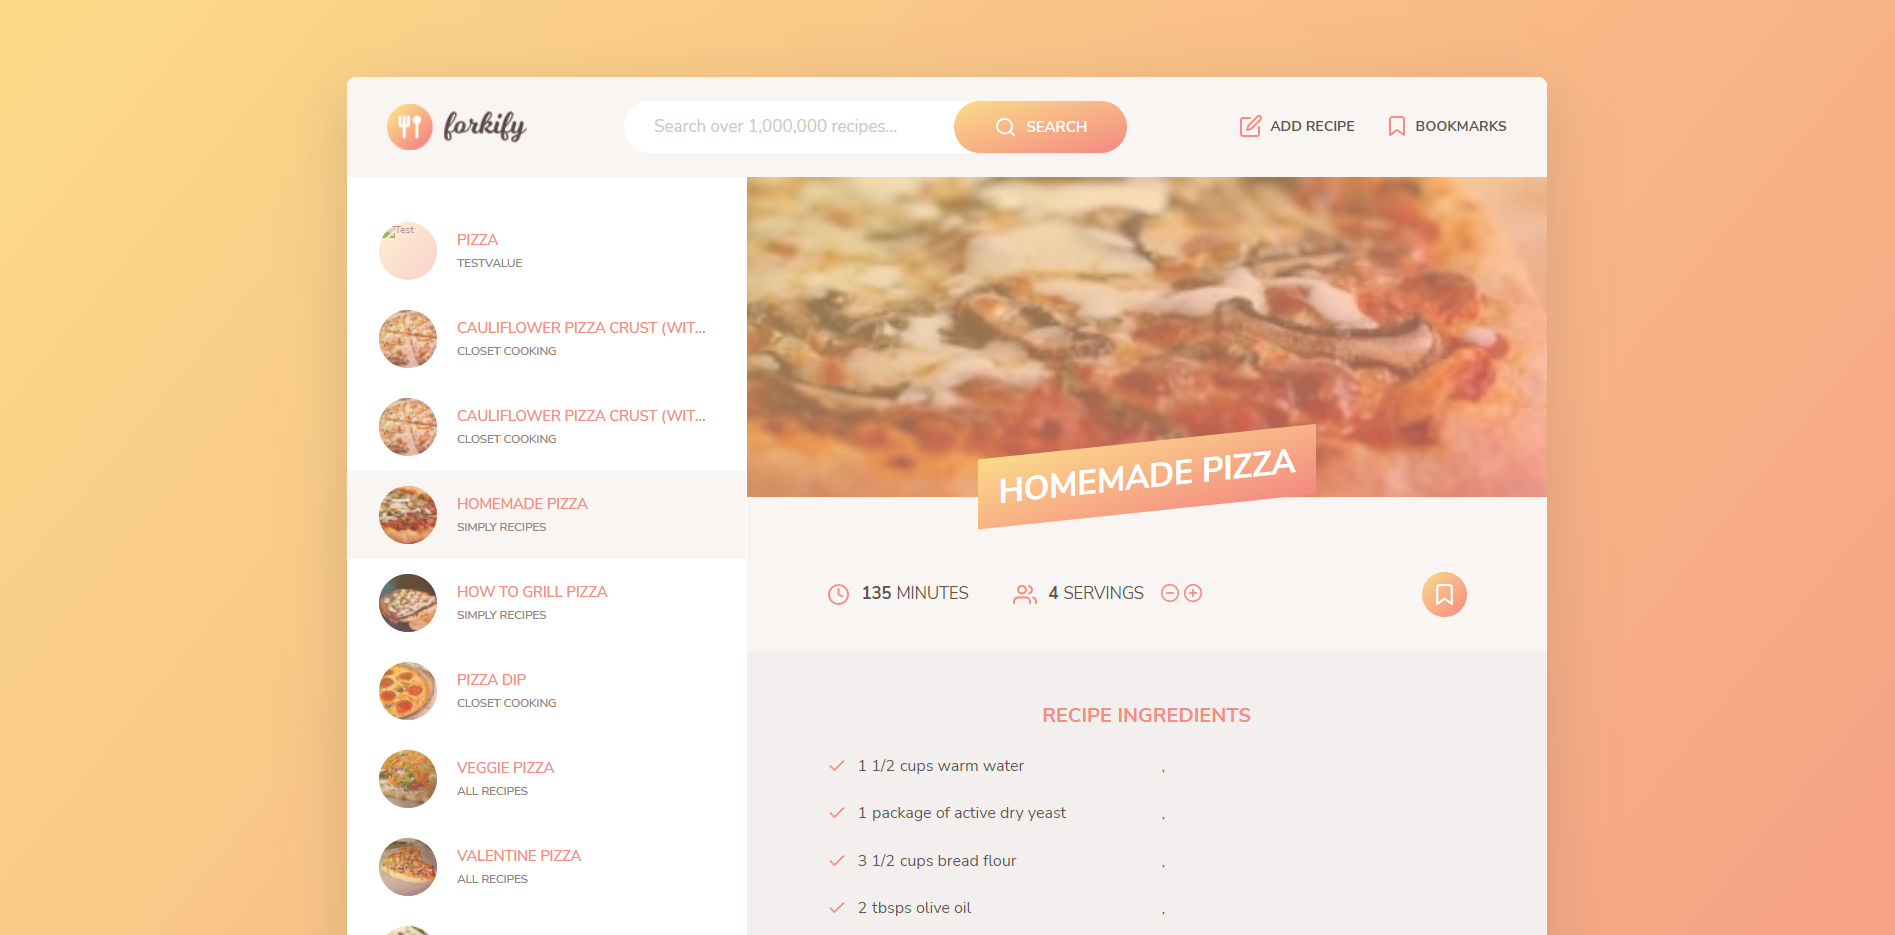 forkify
Search over 1,000,000 recipes...
SEARCH
ADD RECIPE
BOOKMARKS
Test
PIZZA
TESTVALUE
CAULIFLOWER PIZZA CRUST (WIT...
CLOSET COOKING
CAULIFLOWER PIZZA CRUST (WIT...
CLOSET COOKING
HOMEMADE PIZZA
SIMPLY RECIPES
HOW TO GRILL PIZZA
SIMPLY RECIPES
PIZZA DIP
CLOSET COOKING
VEGGIE PIZZA
ALL RECIPES
VALENTINE PIZZA
ALL RECIPES
HOMEMADE PIZZA
135 MINUTES
4 SERVINGS
RECIPE INGREDIENTS
1 1/2 cups warm water ,
1 package of active dry yeast ,
3 1/2 cups bread flour ,
2 tbsps olive oil ,